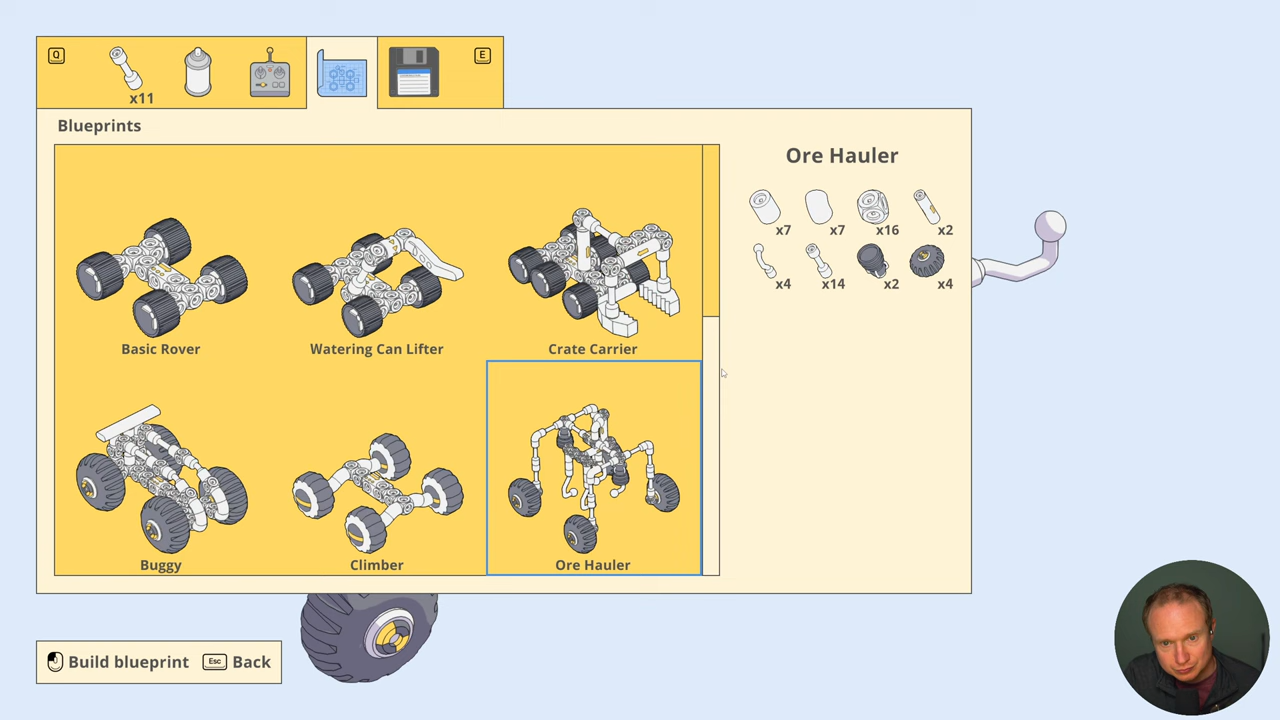 Q
E
x11
Blueprints
Ore Hauler
x7
x7
x16
x2
x4
x14
x2
x4
Basic Rover
Watering Can Lifter
Crate Carrier
Buggy
Climber
Ore Hauler
Build blueprint
Esc
Back